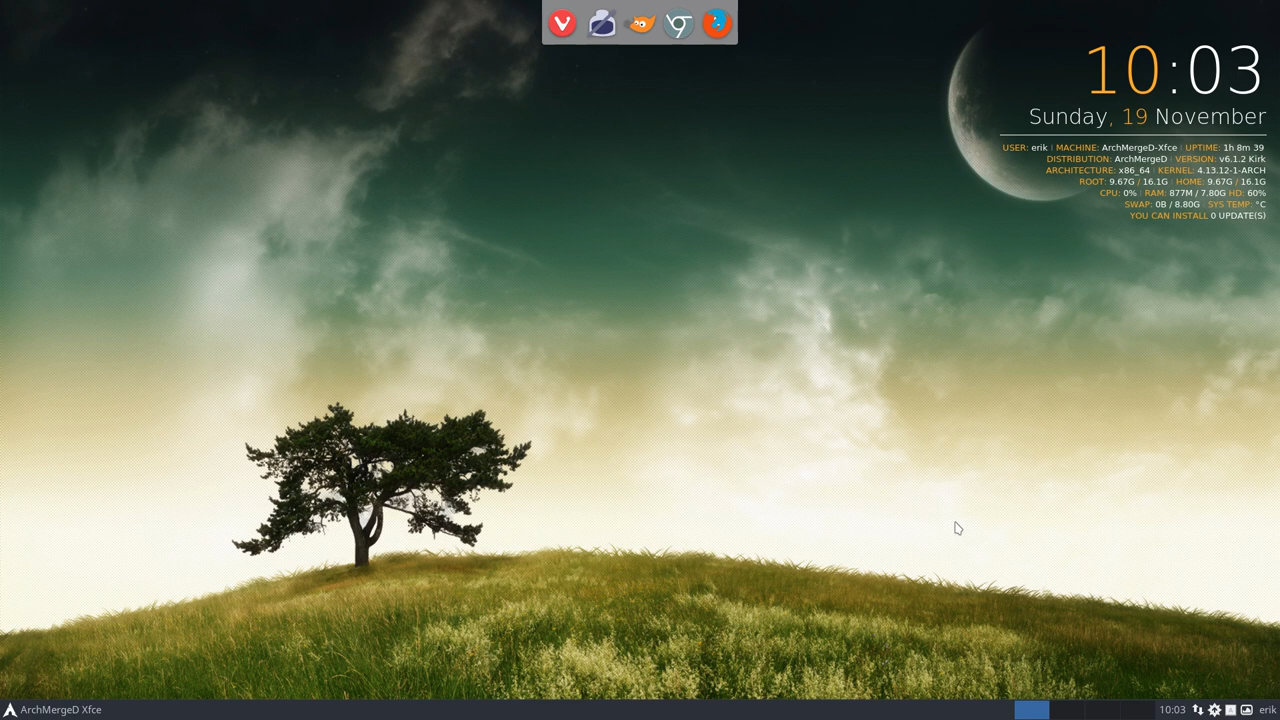 10:03
Sunday, 19 November
USER: erik | MACHINE: ArchMergeD-Xfce | UPTIME: 1h 8m 39
DISTRIBUTION: ArchMergeD | VERSION: v6.1.2 Kirk
ARCHITECTURE: x86_64 | KERNEL: 4.13.12-1-ARCH
ROOT: 9.67G / 16.1G | HOME: 9.67G / 16.1G
CPU: 0% | RAM: 877M / 7.80G HD: 60%
SWAP: 0B / 8.80G | SYS TEMP: °C
YOU CAN INSTALL 0 UPDATE(S)
ArchMergeD Xfce 10:03 erik